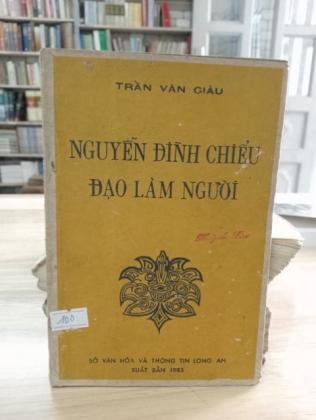 TRẦN VĂN GIÀU
NGUYỄN ĐÌNH CHIỂU
ĐẠO LÀM NGƯỜI
100
SỞ VĂN HÓA VÀ THÔNG TIN LONG AN
XUẤT BẢN 1983